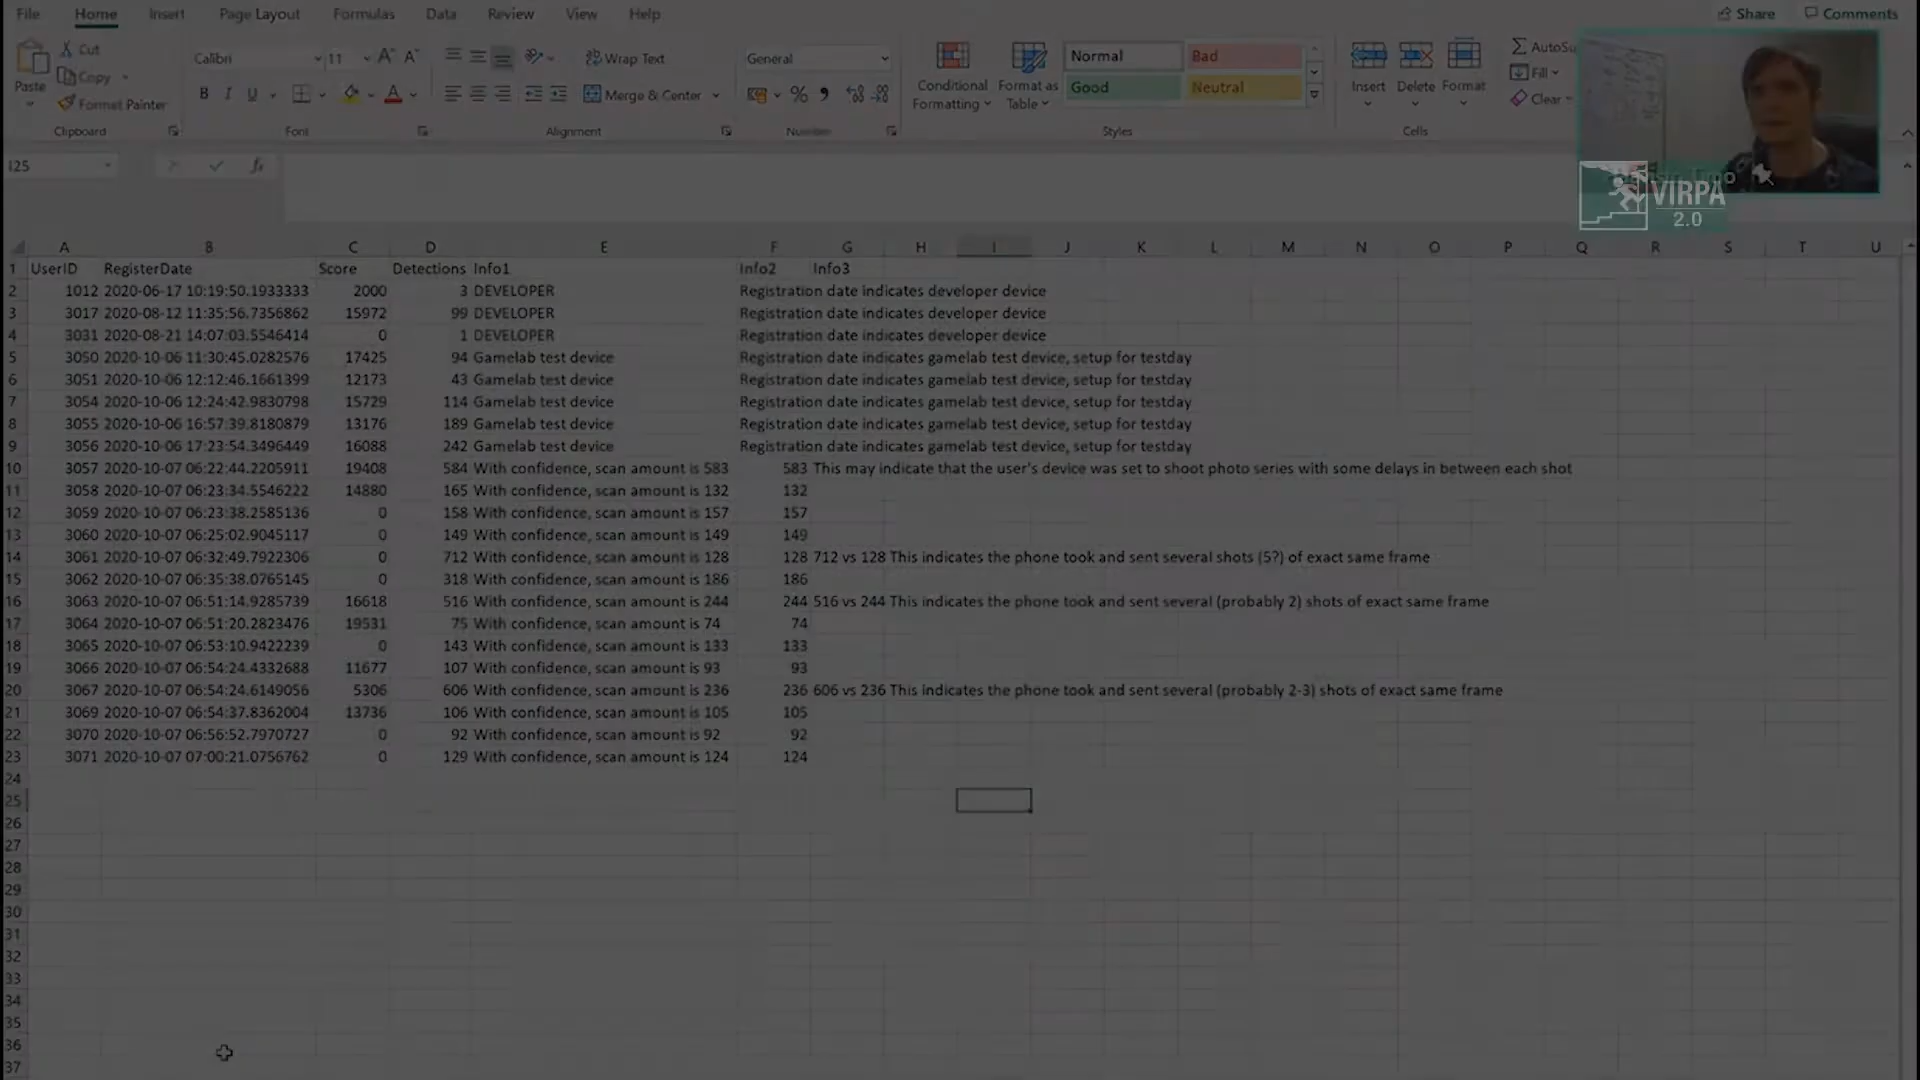 File Home Insert Page Layout Formulas Data Review View Help Share Comments
Paste Cut Copy Format Painter Clipboard
Calibri 11 B I U Font
Wrap Text Merge & Center Alignment
General % Number
Conditional Formatting Format as Table Normal Bad Good Neutral Styles
Insert Delete Format Cells
AutoSu Fill Clear
VIRPA
2.0
I25 fx
A B C D E F G H I J K L M N O P Q R S T U
1 UserID RegisterDate Score Detections Info1 Info2 Info3
2 1012 2020-06-17 10:19:50.1933333 2000 3 DEVELOPER Registration date indicates developer device
3 3017 2020-08-12 11:35:56.7356862 15972 99 DEVELOPER Registration date indicates developer device
4 3031 2020-08-21 14:07:03.5546414 0 1 DEVELOPER Registration date indicates developer device
5 3050 2020-10-06 11:30:45.0282576 17425 94 Gamelab test device Registration date indicates gamelab test device, setup for testday
6 3051 2020-10-06 12:12:46.1661399 12173 43 Gamelab test device Registration date indicates gamelab test device, setup for testday
7 3054 2020-10-06 12:24:42.9830798 15729 114 Gamelab test device Registration date indicates gamelab test device, setup for testday
8 3055 2020-10-06 16:57:39.8180879 13176 189 Gamelab test device Registration date indicates gamelab test device, setup for testday
9 3056 2020-10-06 17:23:54.3496449 16088 242 Gamelab test device Registration date indicates gamelab test device, setup for testday
10 3057 2020-10-07 06:22:44.2205911 19408 584 With confidence, scan amount is 583 583 This may indicate that the user's device was set to shoot photo series with some delays in between each shot
11 3058 2020-10-07 06:23:34.5546222 14880 165 With confidence, scan amount is 132 132
12 3059 2020-10-07 06:23:38.2585136 0 158 With confidence, scan amount is 157 157
13 3060 2020-10-07 06:25:02.9045117 0 149 With confidence, scan amount is 149 149
14 3061 2020-10-07 06:32:49.7922306 0 712 With confidence, scan amount is 128 128 712 vs 128 This indicates the phone took and sent several shots (5?) of exact same frame
15 3062 2020-10-07 06:35:38.0765145 0 318 With confidence, scan amount is 186 186
16 3063 2020-10-07 06:51:14.9285739 16618 516 With confidence, scan amount is 244 244 516 vs 244 This indicates the phone took and sent several (probably 2) shots of exact same frame
17 3064 2020-10-07 06:51:20.2823476 19531 75 With confidence, scan amount is 74 74
18 3065 2020-10-07 06:53:10.9422239 0 143 With confidence, scan amount is 133 133
19 3066 2020-10-07 06:54:24.4332688 11677 107 With confidence, scan amount is 93 93
20 3067 2020-10-07 06:54:24.6149056 5306 606 With confidence, scan amount is 236 236 606 vs 236 This indicates the phone took and sent several (probably 2-3) shots of exact same frame
21 3069 2020-10-07 06:54:37.8362004 13736 106 With confidence, scan amount is 105 105
22 3070 2020-10-07 06:56:52.7970727 0 92 With confidence, scan amount is 92 92
23 3071 2020-10-07 07:00:21.0756762 0 129 With confidence, scan amount is 124 124
24
25
26
27
28
29
30
31
32
33
34
35
36
37